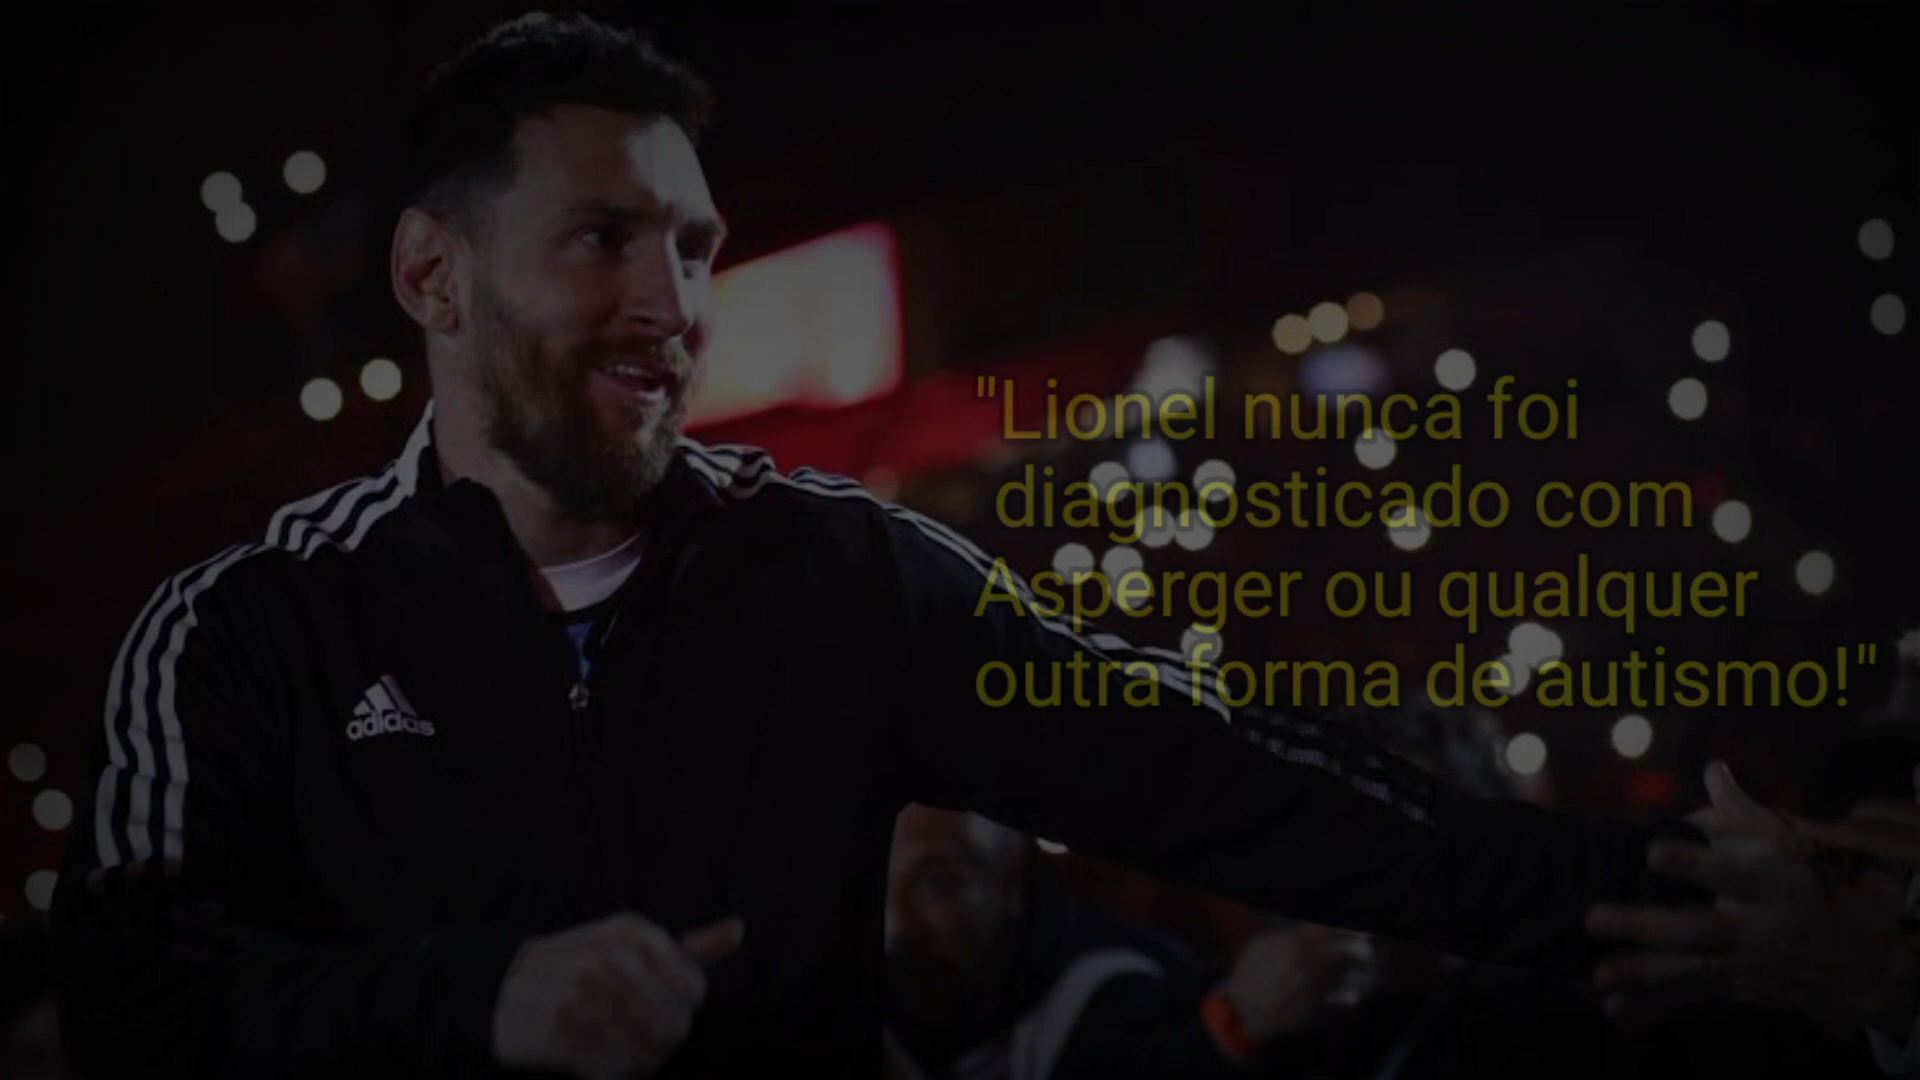 "Lionel nunca foi
diagnosticado com
Asperger ou qualquer
outra forma de autismo!"
adidas